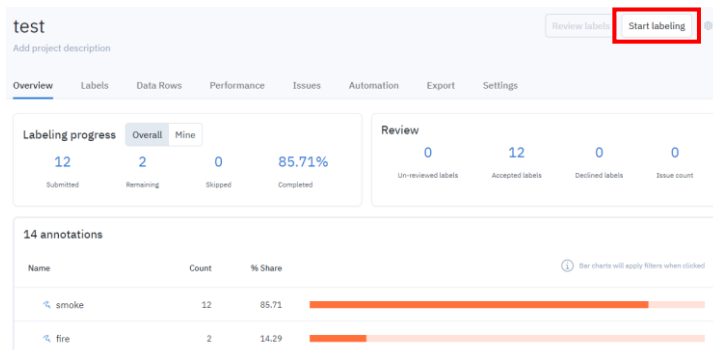 test
Review labels
Start labeling
Add project description
Overview Labels Data Rows Performance Issues Automation Export Settings
Labeling progress Overall Mine
12 2 0 85.71%
Submitted Remaining Skipped Completed
Review
0 12 0 0
Un-reviewed labels Accepted labels Declined labels Issue count
14 annotations
Name Count % Share
Bar charts will apply filters when clicked
smoke 12 85.71
fire 2 14.29